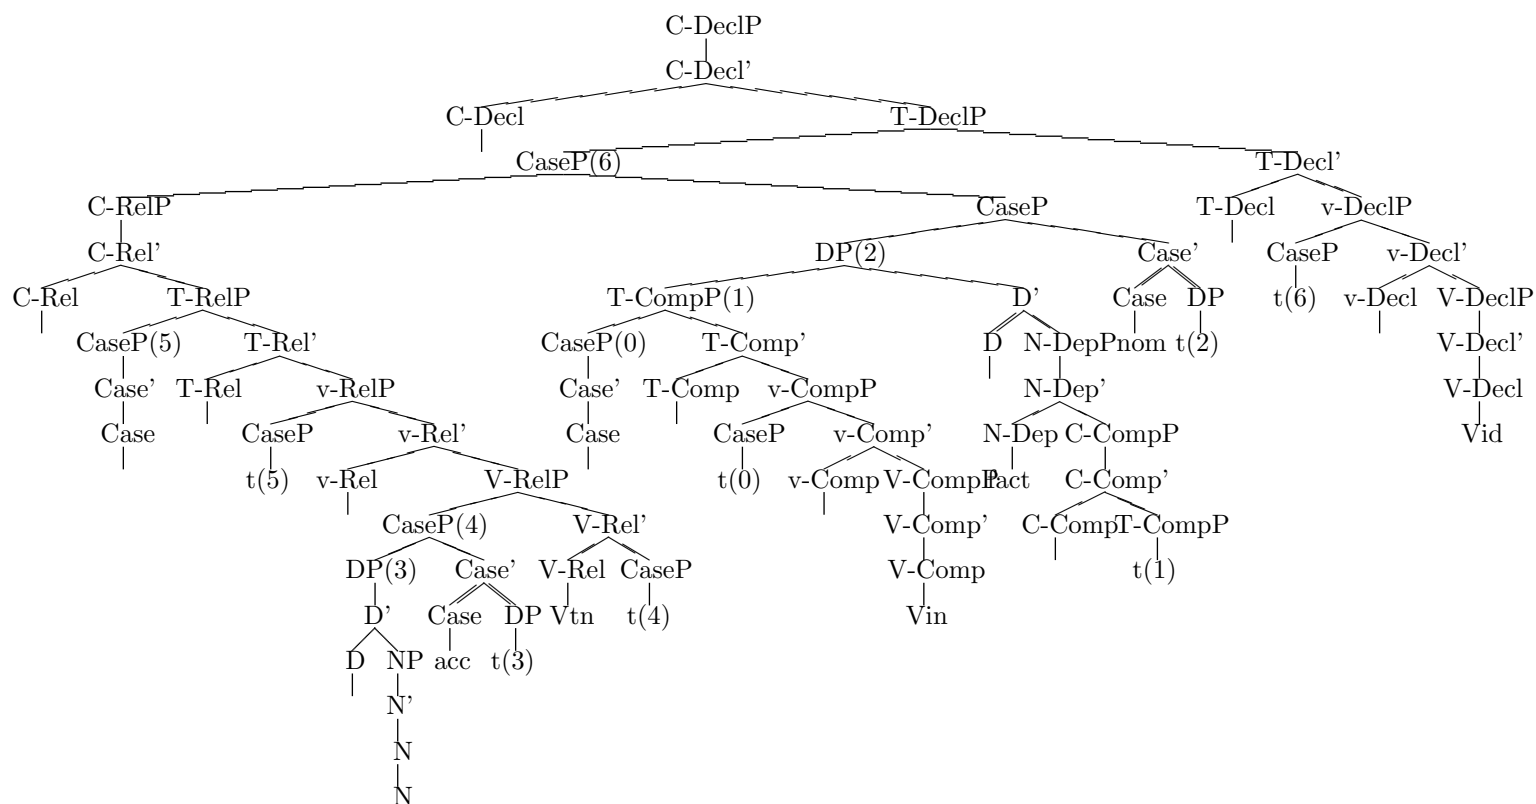 C-DeclP
C-Decl'
C-Decl T-DeclP
CaseP(6) T-Decl'
C-RelP CaseP T-Decl v-DeclP
C-Rel' DP(2) Case' CaseP v-Decl'
C-Rel T-RelP T-CompP(1) D' Case DP t(6) v-Decl V-DeclP
CaseP(5) T-Rel' CaseP(0) T-Comp' D N-DepP nom t(2) V-Decl'
Case' T-Rel v-RelP Case' T-Comp v-CompP N-Dep' V-Decl
Case CaseP v-Rel' Case CaseP v-Comp' N-Dep C-CompP Vid
t(5) v-Rel V-RelP t(0) v-Comp V-CompP fact C-Comp'
CaseP(4) V-Rel' V-Comp' C-Comp T-CompP
DP(3) Case' V-Rel CaseP V-Comp t(1)
D' Case DP Vtn t(4) Vin
D NP acc t(3)
N'
N
N